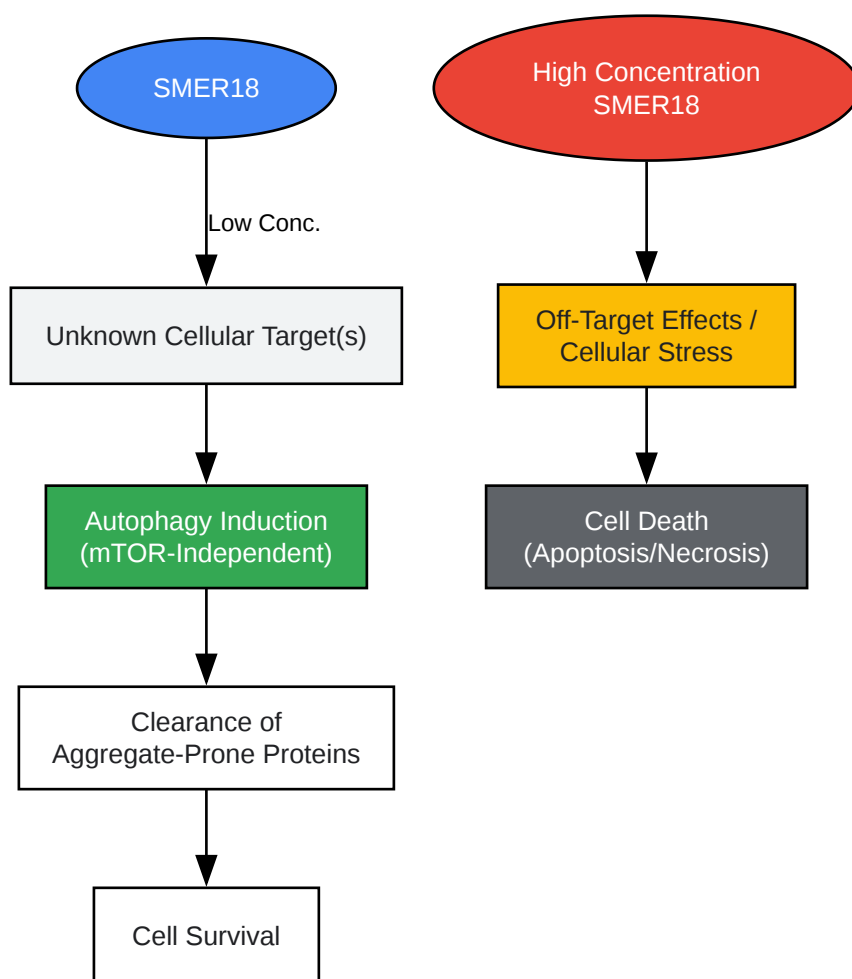 SMER18
Low Conc.
Unknown Cellular Target(s)
Autophagy Induction
(mTOR-Independent)
Clearance of
Aggregate-Prone Proteins
Cell Survival
High Concentration
SMER18
Off-Target Effects /
Cellular Stress
Cell Death
(Apoptosis/Necrosis)